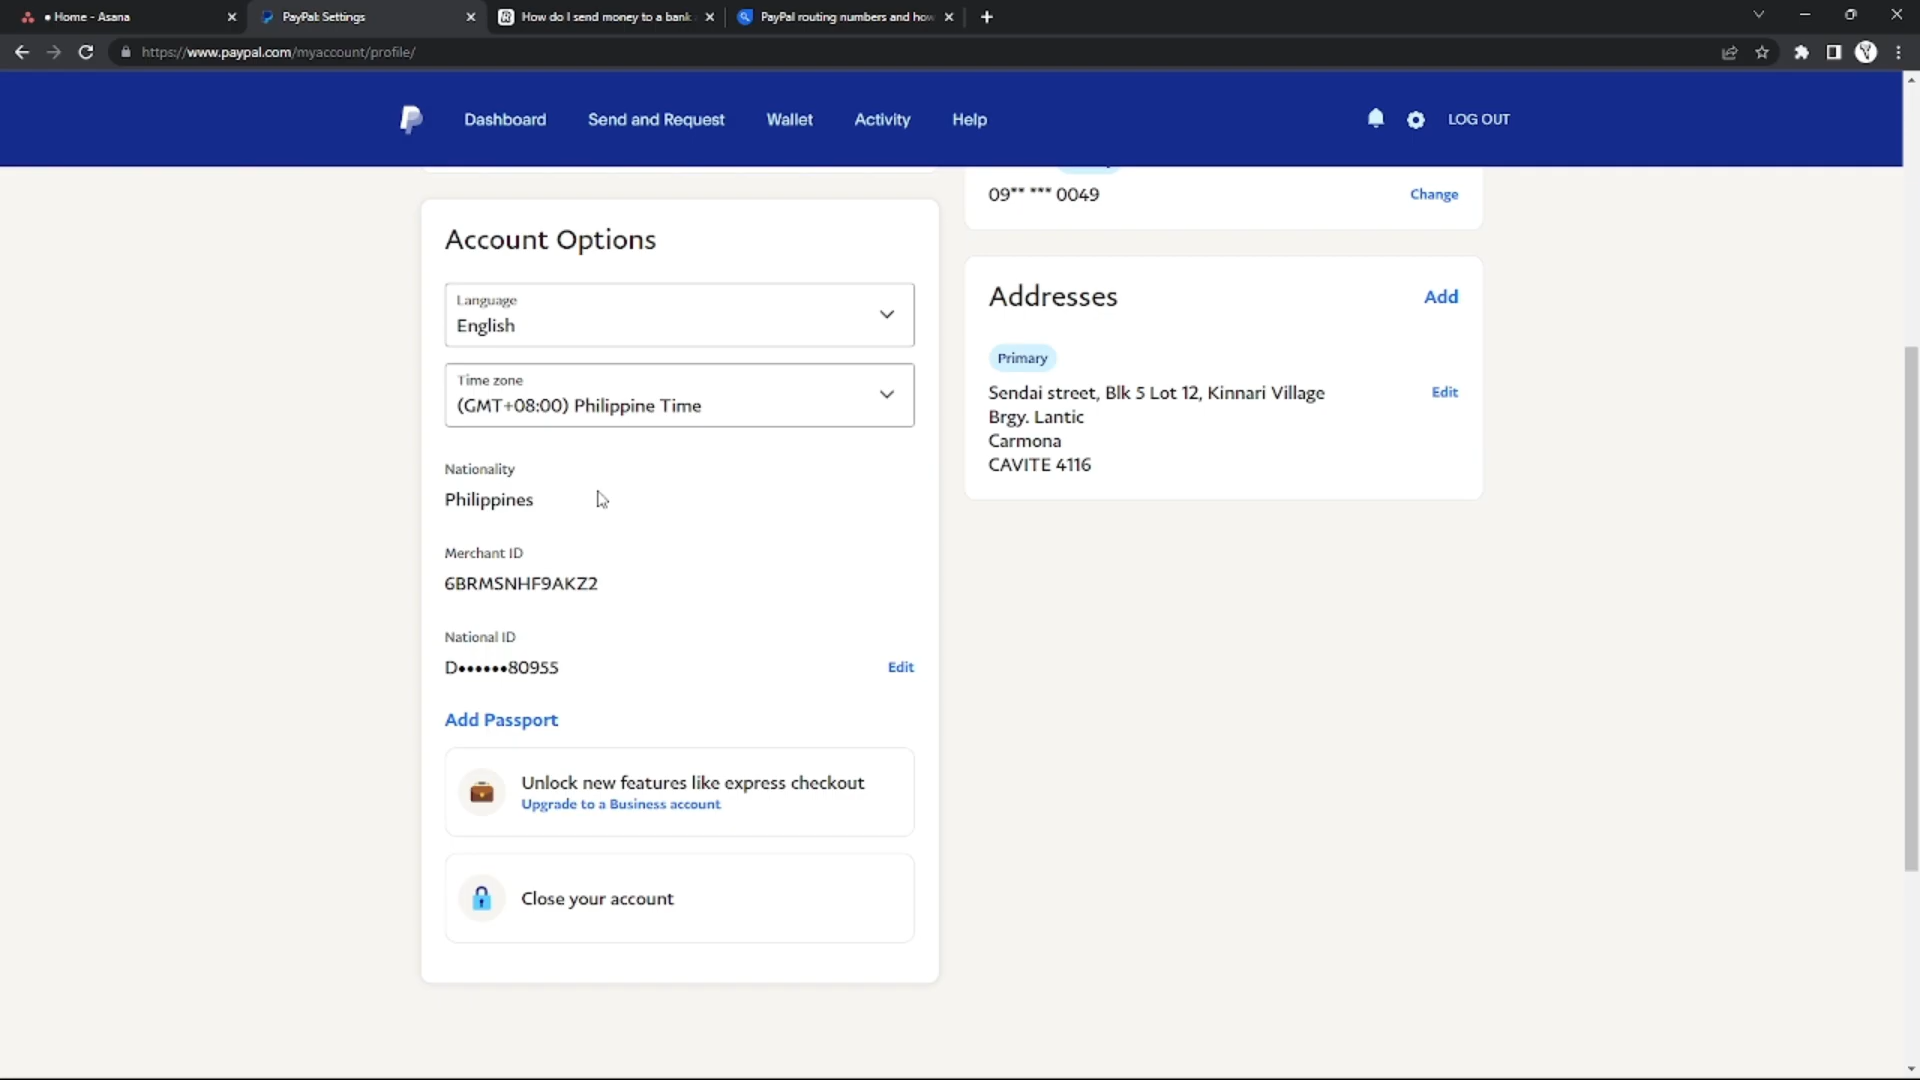 • Home - Asana
PayPal: Settings
How do I send money to a bank
PayPal routing numbers and how
https://www.paypal.com/myaccount/profile/
Dashboard
Send and Request
Wallet
Activity
Help
LOG OUT
09** *** 0049
Change
Account Options
Language
English
Time zone
(GMT+08:00) Philippine Time
Nationality
Philippines
Merchant ID
6BRMSNHF9AKZ2
National ID
D••••••80955
Edit
Add Passport
Unlock new features like express checkout
Upgrade to a Business account
Close your account
Addresses
Add
Primary
Sendai street, Blk 5 Lot 12, Kinnari Village
Edit
Brgy. Lantic
Carmona
CAVITE 4116